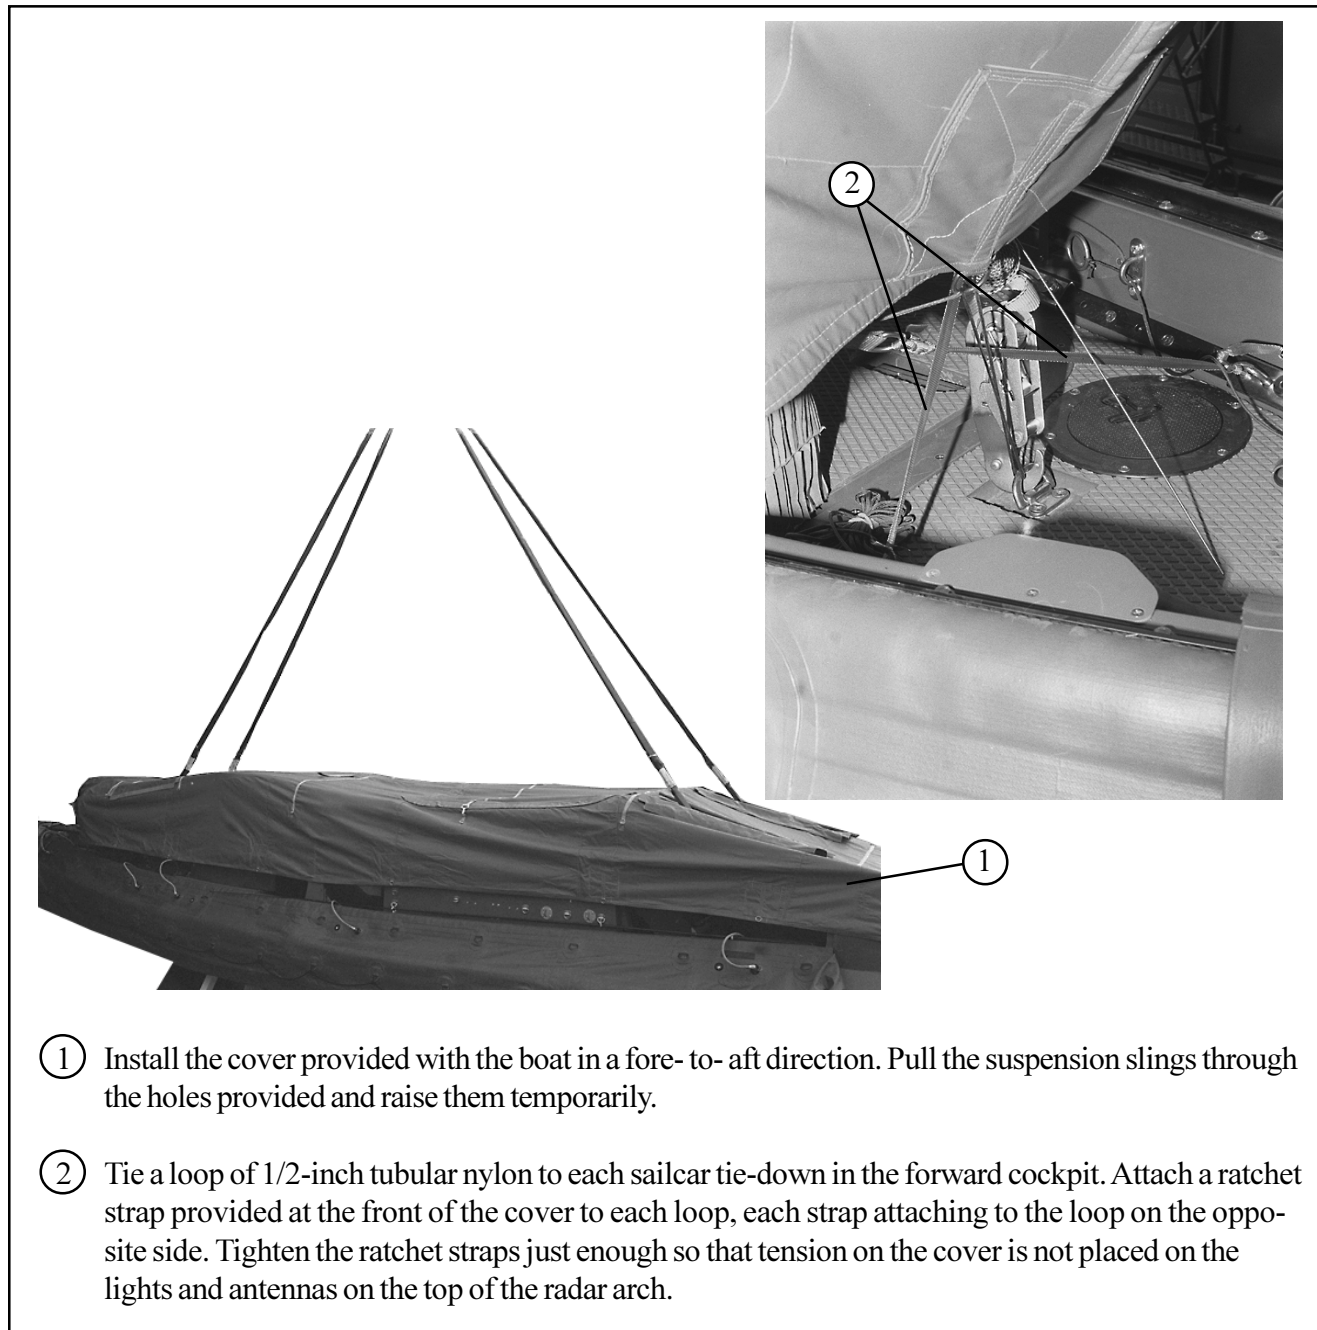 2
1
1 Install the cover provided with the boat in a fore- to- aft direction. Pull the suspension slings through
the holes provided and raise them temporarily.
2 Tie a loop of 1/2-inch tubular nylon to each sailcar tie-down in the forward cockpit. Attach a ratchet
strap provided at the front of the cover to each loop, each strap attaching to the loop on the oppo-
site side. Tighten the ratchet straps just enough so that tension on the cover is not placed on the
lights and antennas on the top of the radar arch.